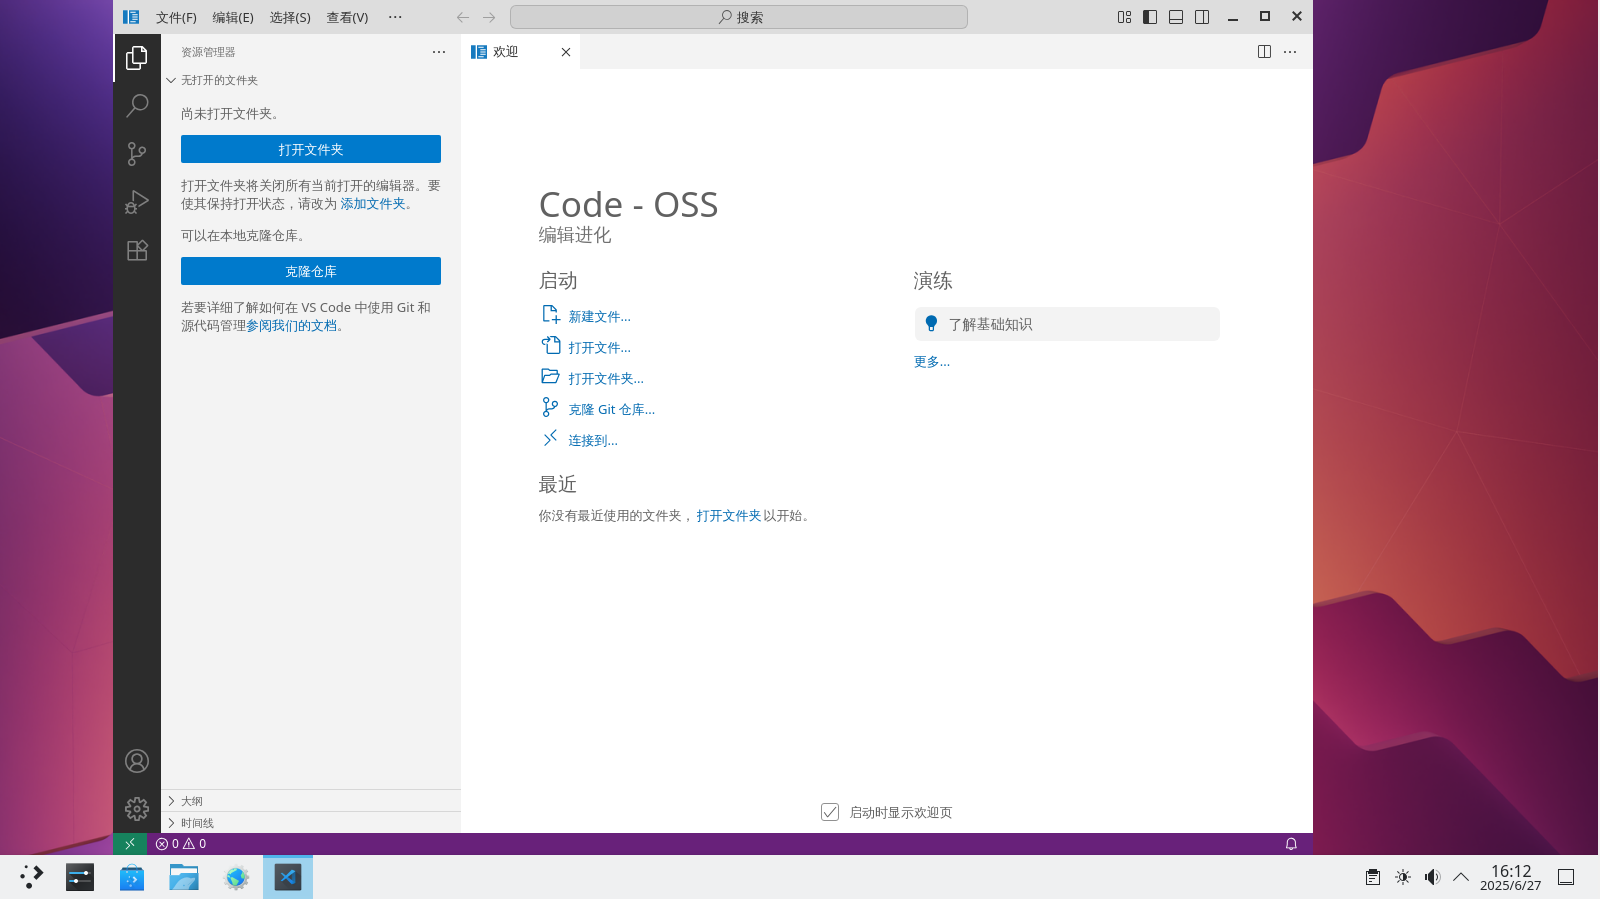 文件(F) 编辑(E) 选择(S) 查看(V) ··· 搜索
资源管理器
欢迎
无打开的文件夹
尚未打开文件夹。
打开文件夹
打开文件夹将关闭所有当前打开的编辑器。要
使其保持打开状态，请改为 添加文件夹。
可以在本地克隆仓库。
克隆仓库
若要详细了解如何在 VS Code 中使用 Git 和
源代码管理参阅我们的文档。
大纲
时间线
Code - OSS
编辑进化
启动
新建文件...
打开文件...
打开文件夹...
克隆 Git 仓库...
连接到...
最近
你没有最近使用的文件夹，打开文件夹以开始。
演练
了解基础知识
更多...
启动时显示欢迎页
0 0
16:12
2025/6/27